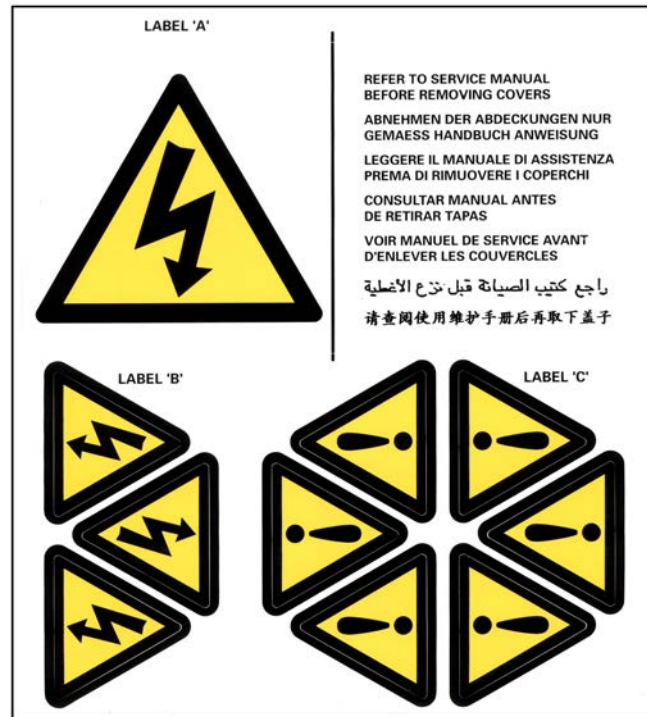 LABEL 'A'
REFER TO SERVICE MANUAL
BEFORE REMOVING COVERS
ABNEHMEN DER ABDECKUNGEN NUR
GEMAESS HANDBUCH ANWEISUNG
LEGGERE IL MANUALE DI ASSISTENZA
PREMA DI RIMUOVERE I COPERCHI
CONSULTAR MANUAL ANTES
DE RETIRAR TAPAS
VOIR MANUEL DE SERVICE AVANT
D'ENLEVER LES COUVERCLES
راجع كتيب الصيانة قبل نزع الأغطية
请查阅使用维护手册后再取下盖子
LABEL 'B'
LABEL 'C'